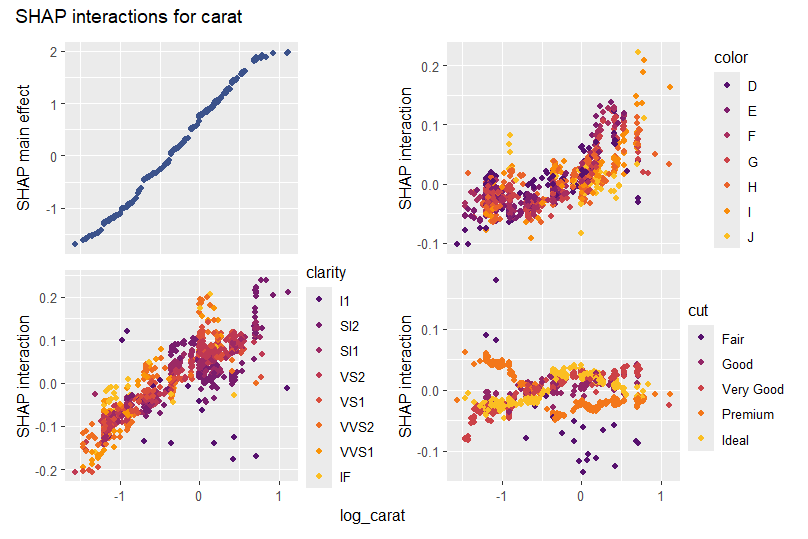 SHAP interactions for carat
SHAP main effect
2
1
0
-1
SHAP interaction
0.2
0.1
0.0
-0.1
color
D
E
F
G
H
I
J
SHAP interaction
0.2
0.1
0.0
-0.1
-0.2
-1
0
1
clarity
I1
SI2
SI1
VS2
VS1
VVS2
VVS1
IF
SHAP interaction
0.1
0.0
-0.1
-1
0
1
cut
Fair
Good
Very Good
Premium
Ideal
log_carat